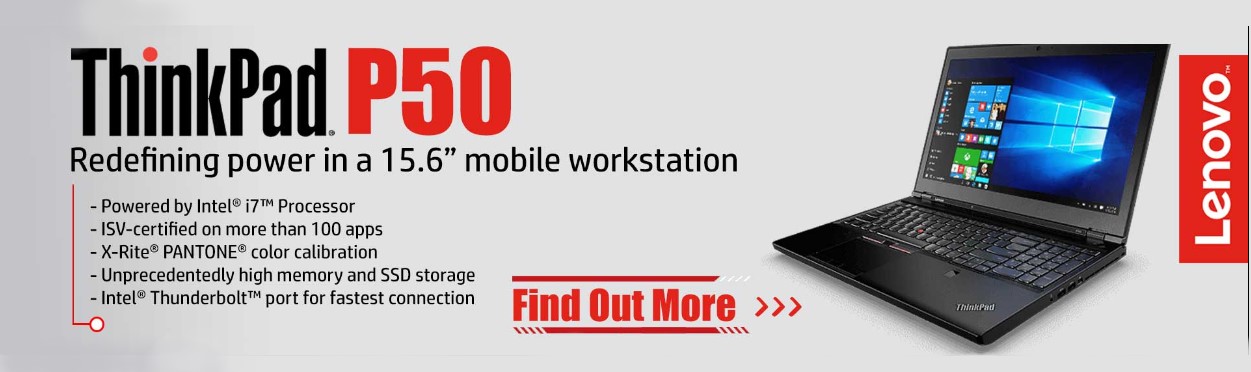 ThinkPad® P50
Redefining power in a 15.6” mobile workstation
- Powered by Intel® i7™ Processor
- ISV-certified on more than 100 apps
- X-Rite® PANTONE® color calibration
- Unprecedentedly high memory and SSD storage
- Intel® Thunderbolt™ port for fastest connection
Find Out More >>>
ThinkPad
Lenovo™